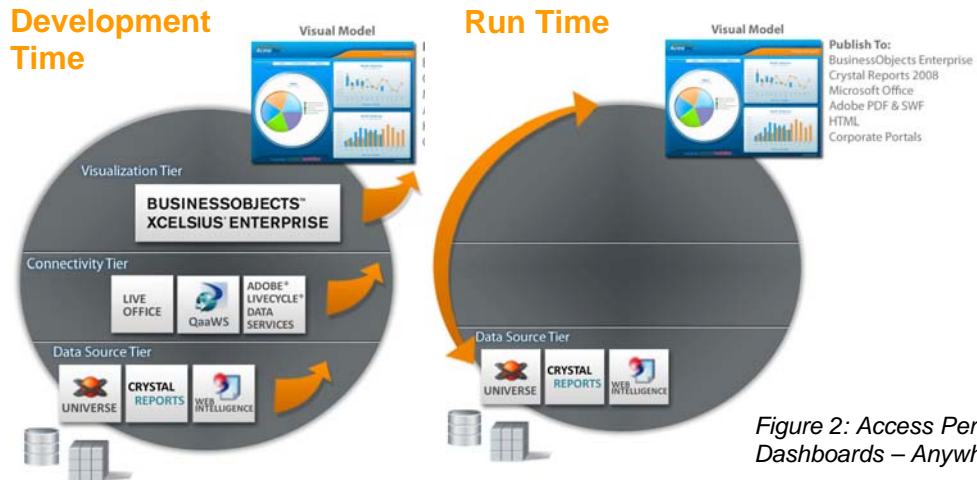 Development
Time
Visual Model
Visualization Tier
BUSINESSOBJECTS™
XCELSIUS® ENTERPRISE
Connectivity Tier
LIVE
OFFICE
QaaWS
ADOBE®
LIVECYCLE®
DATA
SERVICES
Data Source Tier
UNIVERSE
CRYSTAL
REPORTS
WEB
INTELLIGENCE
Run Time
Visual Model
Publish To:
BusinessObjects Enterprise
Crystal Reports 2008
Microsoft Office
Adobe PDF & SWF
HTML
Corporate Portals
Data Source Tier
UNIVERSE
CRYSTAL
REPORTS
WEB
INTELLIGENCE
Figure 2: Access Per
Dashboards – Anywh